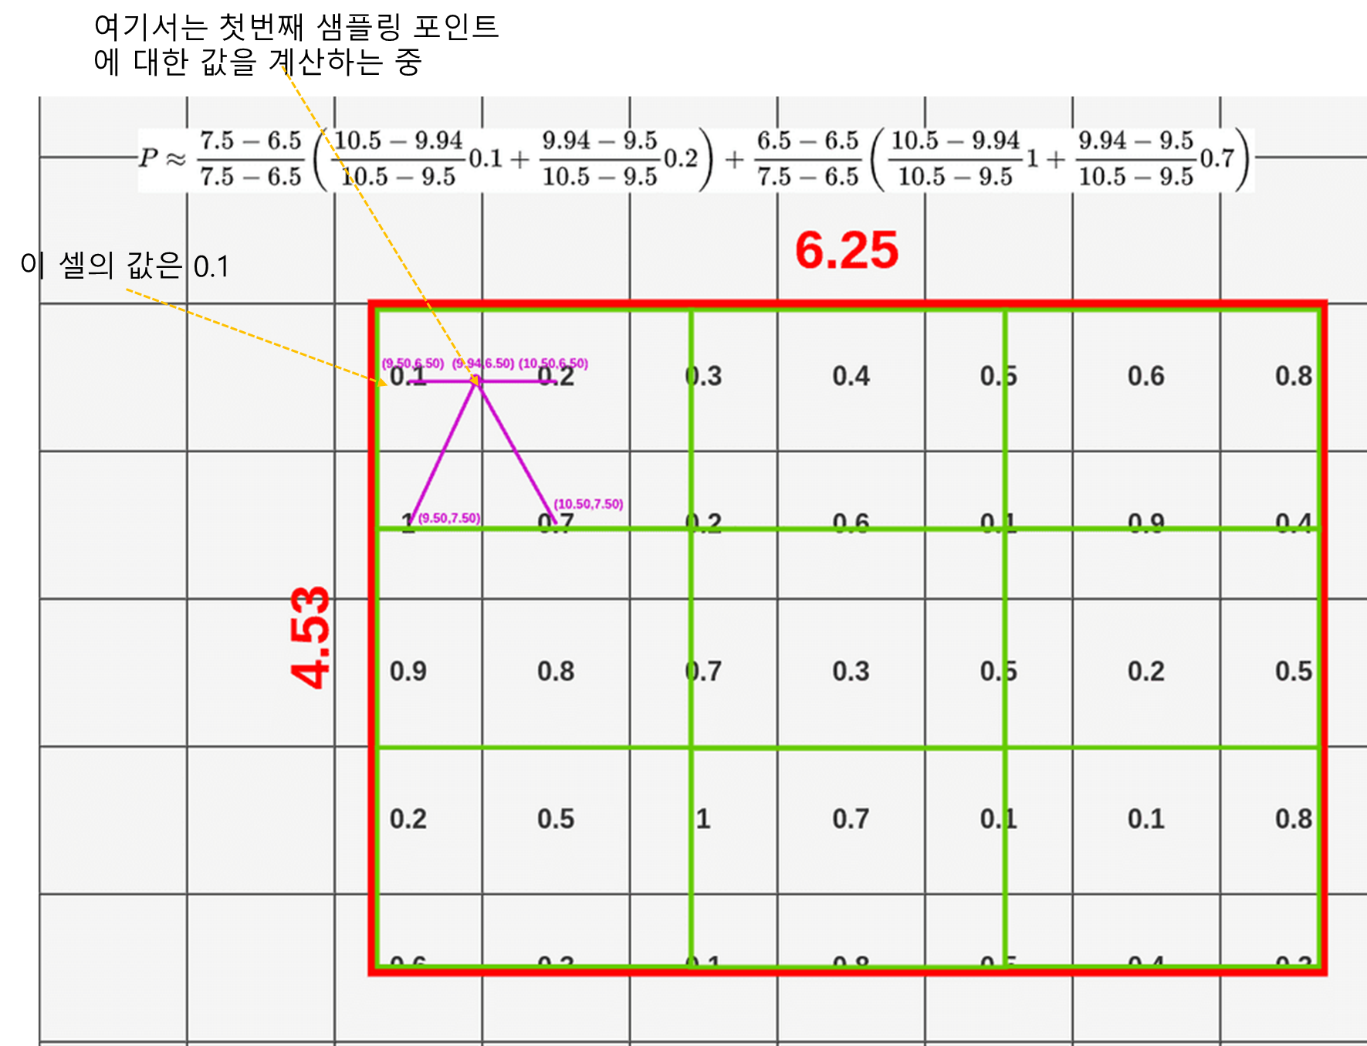 여기서는 첫번째 샘플링 포인트
에 대한 값을 계산하는 중
P ≈ \frac{7.5 − 6.5}{7.5 − 6.5} ( \frac{10.5 − 9.94}{10.5 − 9.5} 0.1 + \frac{9.94 − 9.5}{10.5 − 9.5} 0.2 ) + \frac{6.5 − 6.5}{7.5 − 6.5} ( \frac{10.5 − 9.94}{10.5 − 9.5} 1 + \frac{9.94 − 9.5}{10.5 − 9.5} 0.7 )
6.25
이 셀의 값은 0.1
(9.50,6.50) (9.94,6.50) (10.50,6.50)
0.1 0.2 0.3 0.4 0.5 0.6 0.8
(10.50,7.50)
(9.50,7.50)
1 0.7 0.2 0.6 0.1 0.9 0.4
4.53
0.9 0.8 0.7 0.3 0.5 0.2 0.5
0.2 0.5 1 0.7 0.1 0.1 0.8